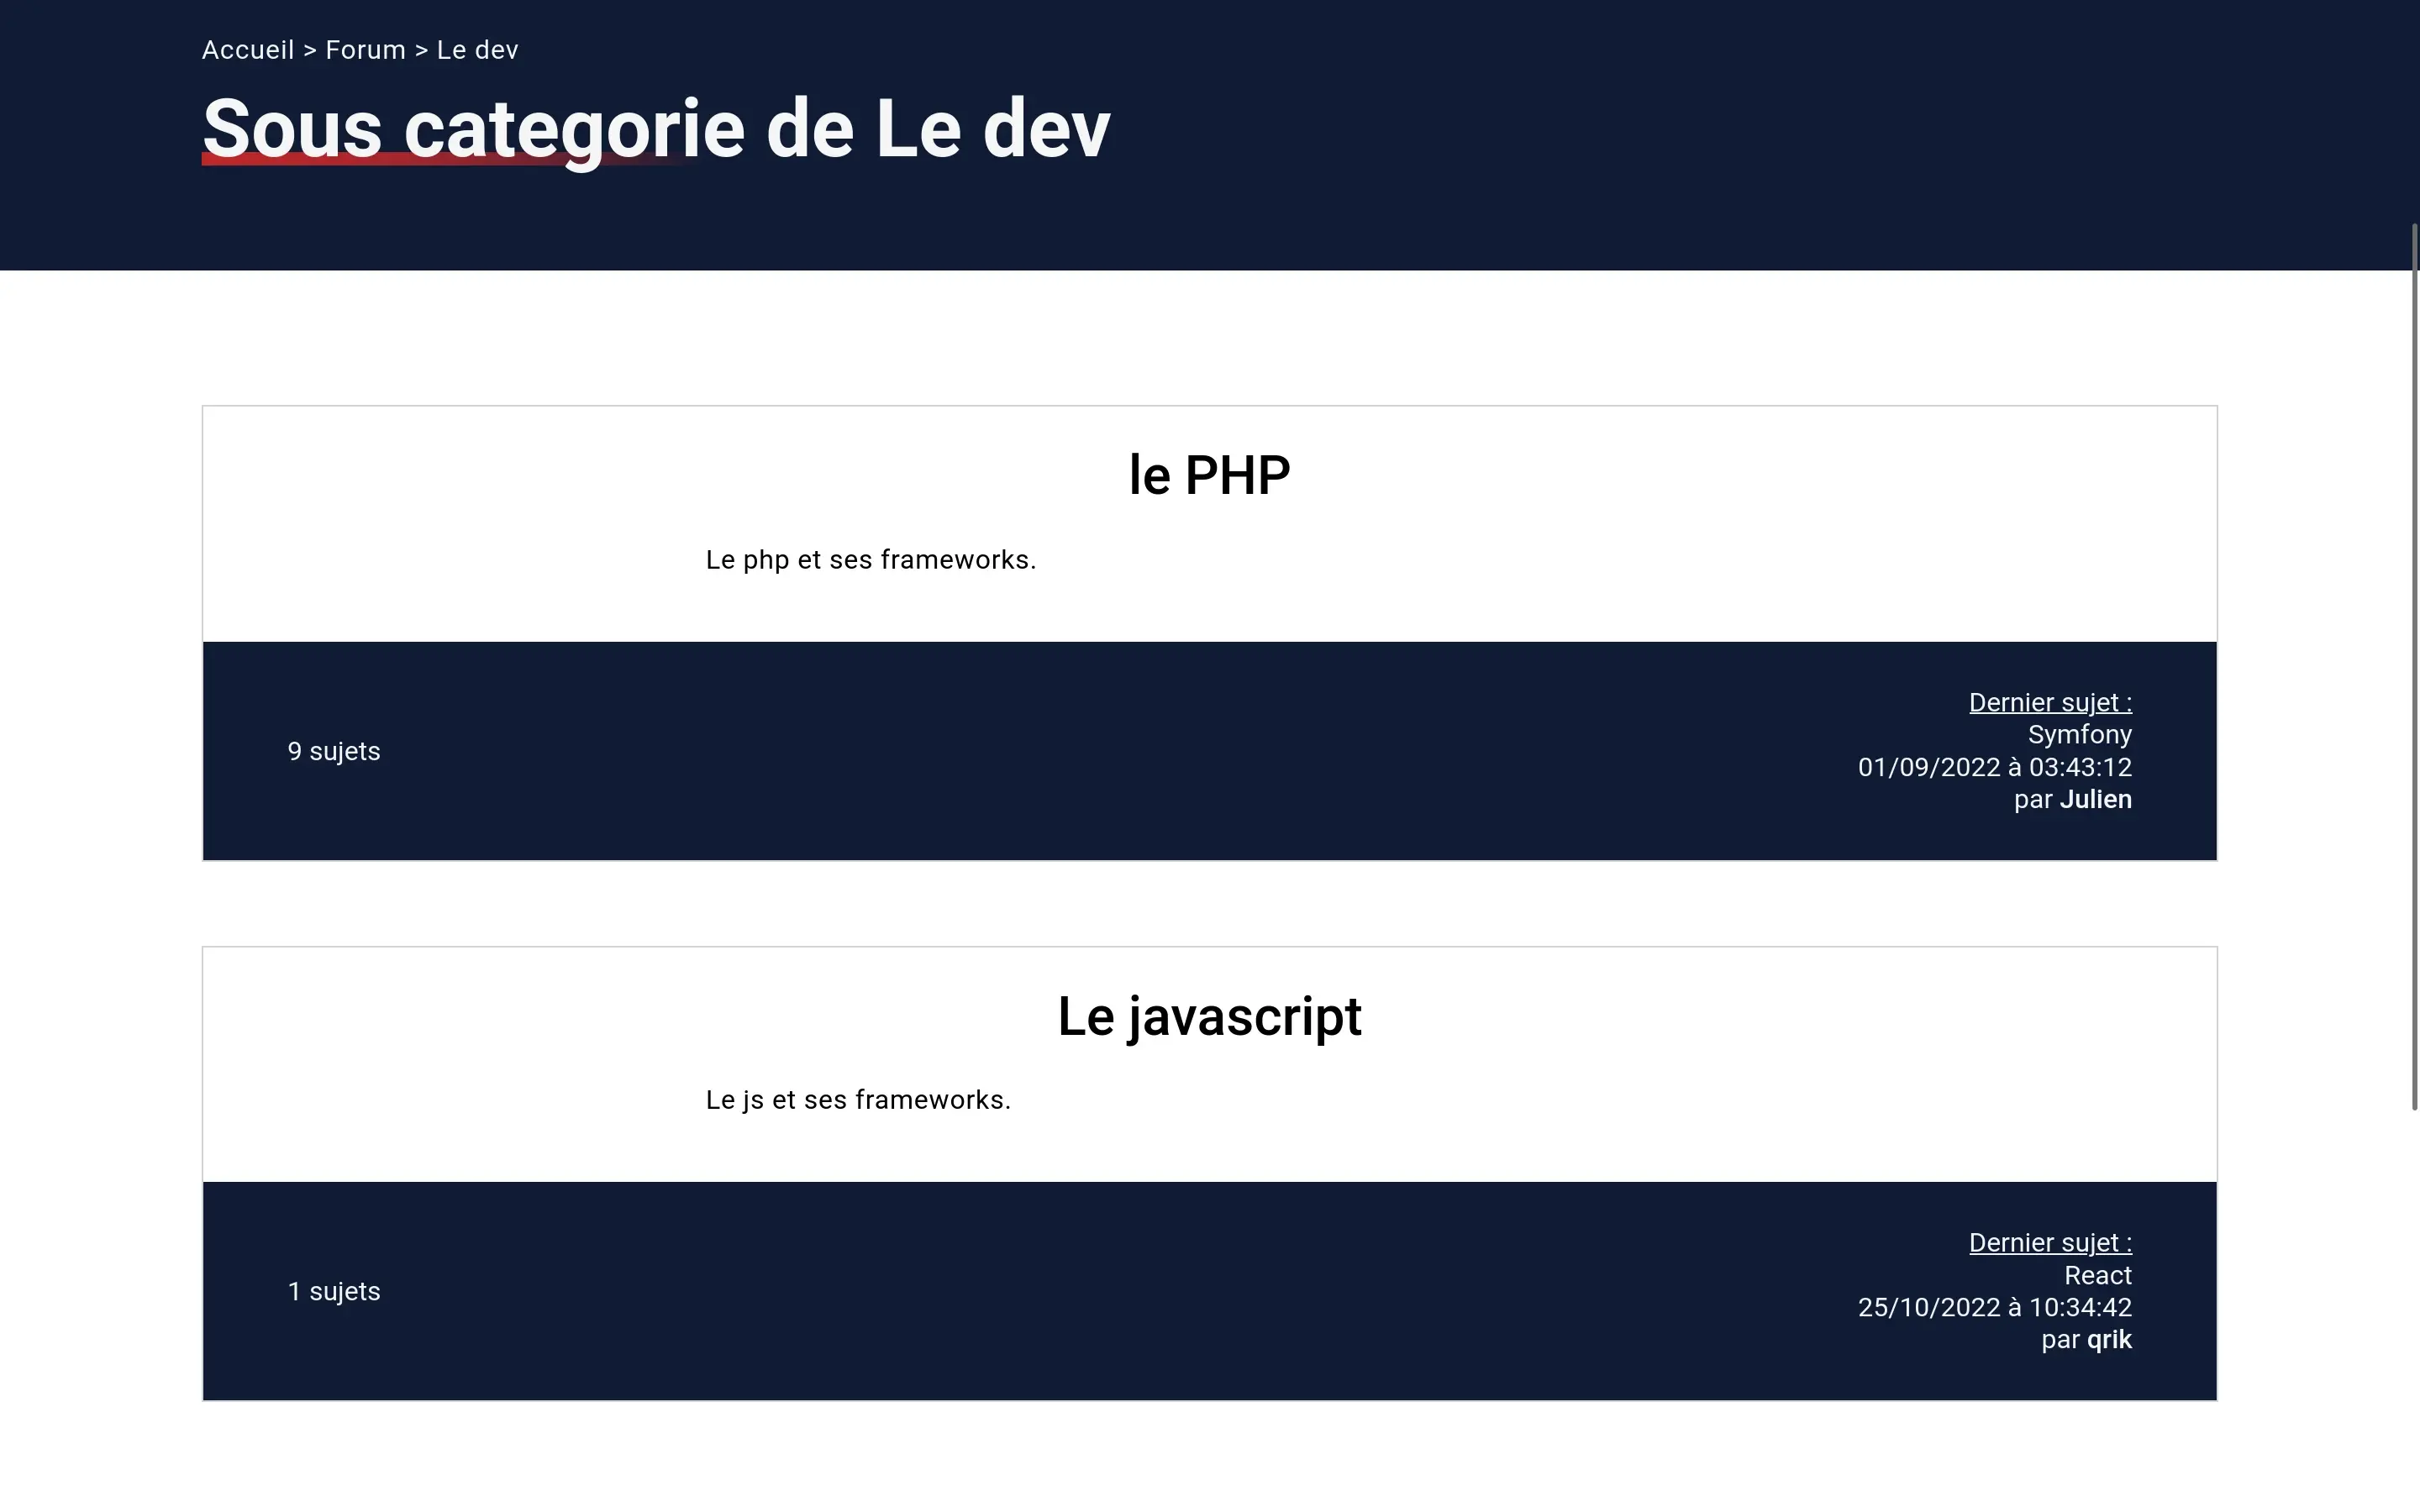 Accueil > Forum > Le dev
Sous categorie de Le dev
le PHP
Le php et ses frameworks.
9 sujets
Dernier sujet :
Symfony
01/09/2022 à 03:43:12
par Julien
Le javascript
Le js et ses frameworks.
1 sujets
Dernier sujet :
React
25/10/2022 à 10:34:42
par qrik